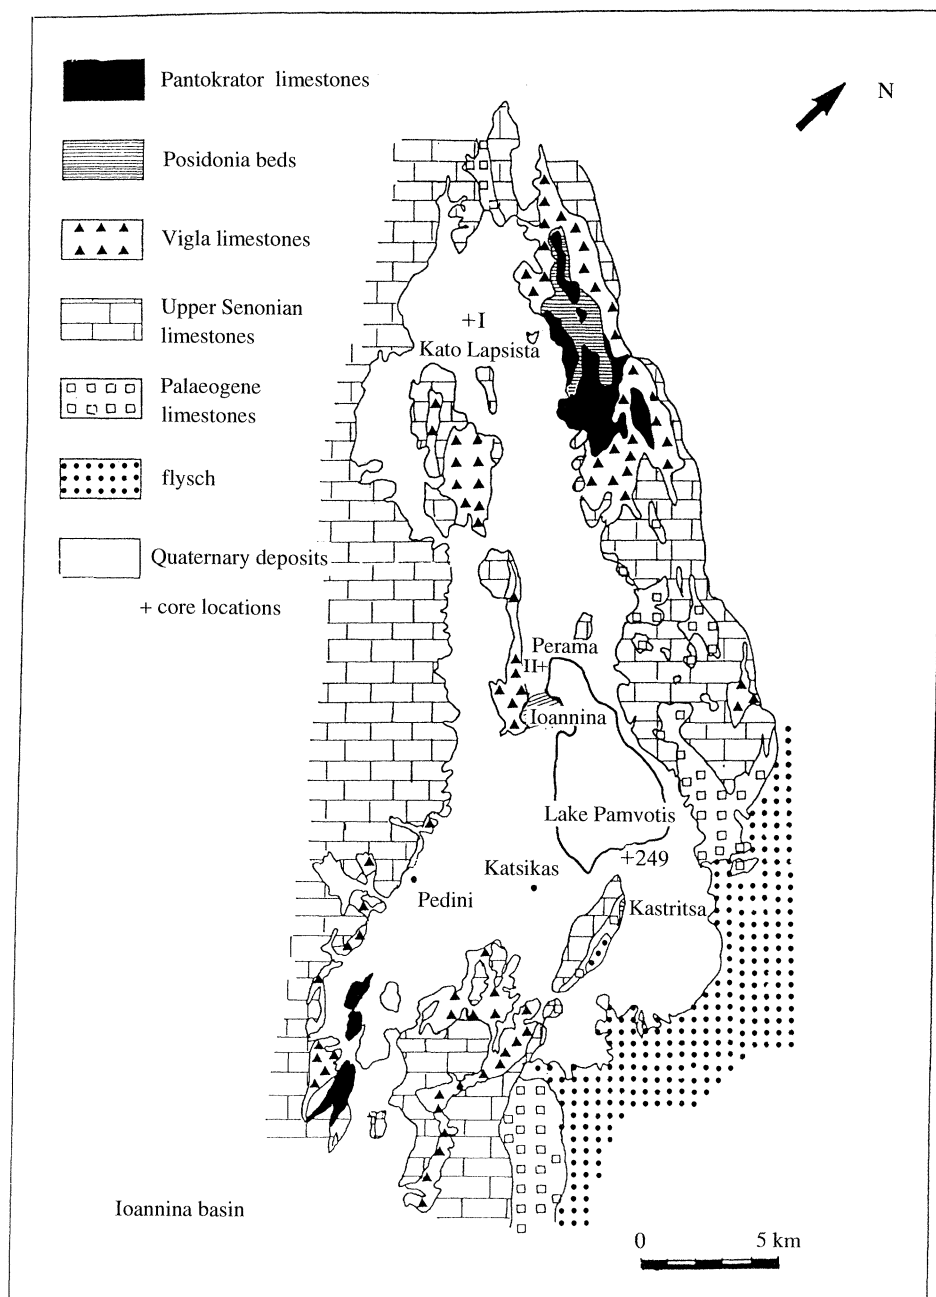 Pantokrator limestones
N
Posidonia beds
Vigla limestones
Upper Senonian
limestones
+I
Kato Lapsista
Palaeogene
limestones
flysch
Quaternary deposits
+ core locations
Perama
II+
Ioannina
Lake Pamvotis
+249
Katsikas
Pedini
Kastritsa
Ioannina basin
0 5 km